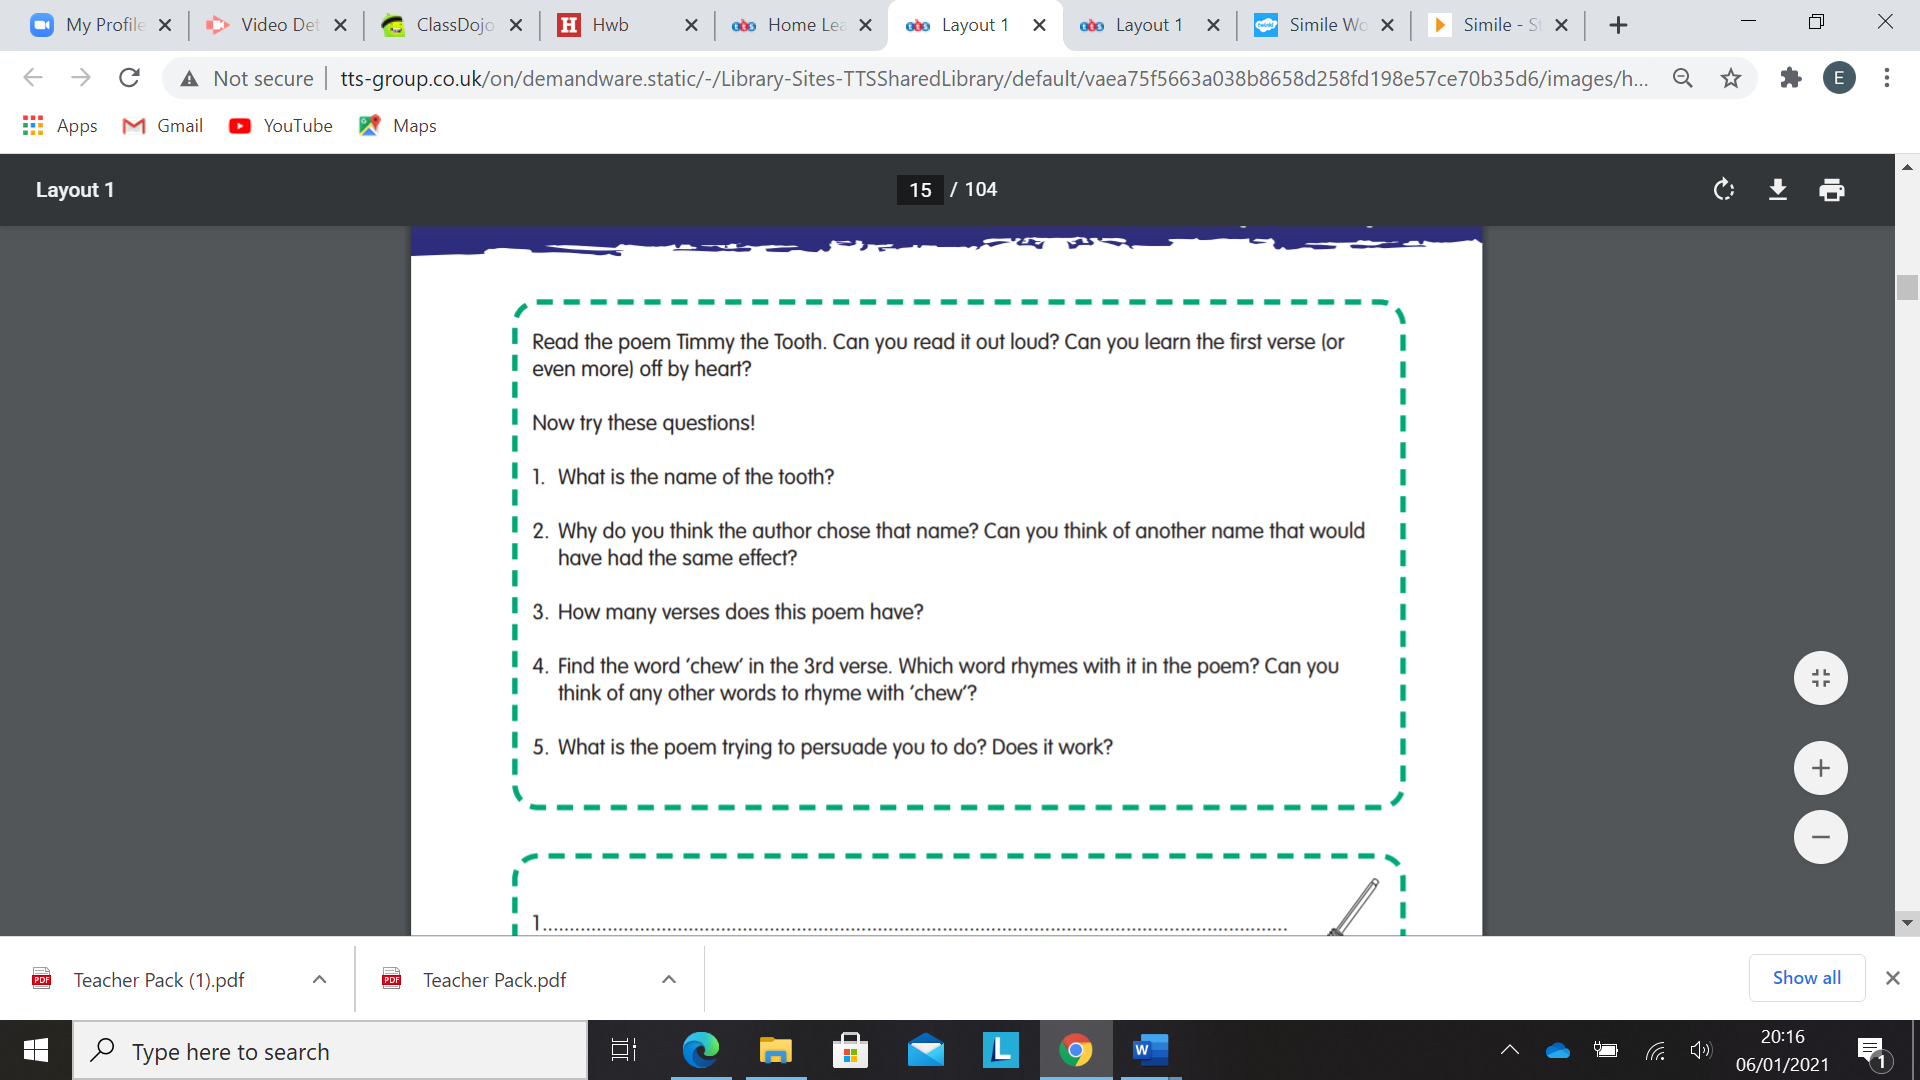 My Profile
Video Det
ClassDojo
Hwb
Home Lea
Layout 1
Layout 1
Simile Wo
Simile - St
Not secure
tts-group.co.uk/on/demandware.static/-/Library-Sites-TTSSharedLibrary/default/vaea75f5663a038b8658d258fd198e57ce70b35d6/images/h...
E
Apps
Gmail
YouTube
Maps
Layout 1
15 / 104
Read the poem Timmy the Tooth. Can you read it out loud? Can you learn the first verse (or
even more) off by heart?
Now try these questions!
1. What is the name of the tooth?
2. Why do you think the author chose that name? Can you think of another name that would
have had the same effect?
3. How many verses does this poem have?
4. Find the word ‘chew’ in the 3rd verse. Which word rhymes with it in the poem? Can you
think of any other words to rhyme with ‘chew’?
5. What is the poem trying to persuade you to do? Does it work?
1
Teacher Pack (1).pdf
Teacher Pack.pdf
Show all
Type here to search
20:16
06/01/2021
1